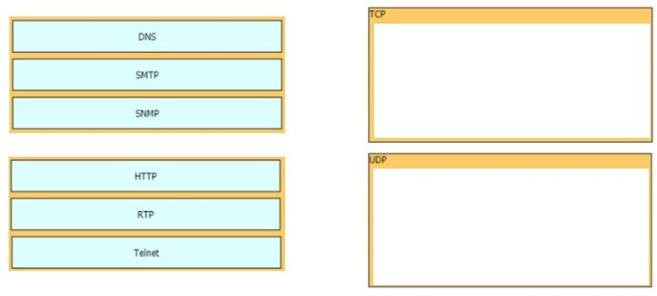 DNS
SMTP
SNMP
HTTP
RTP
Telnet
TCP
UDP